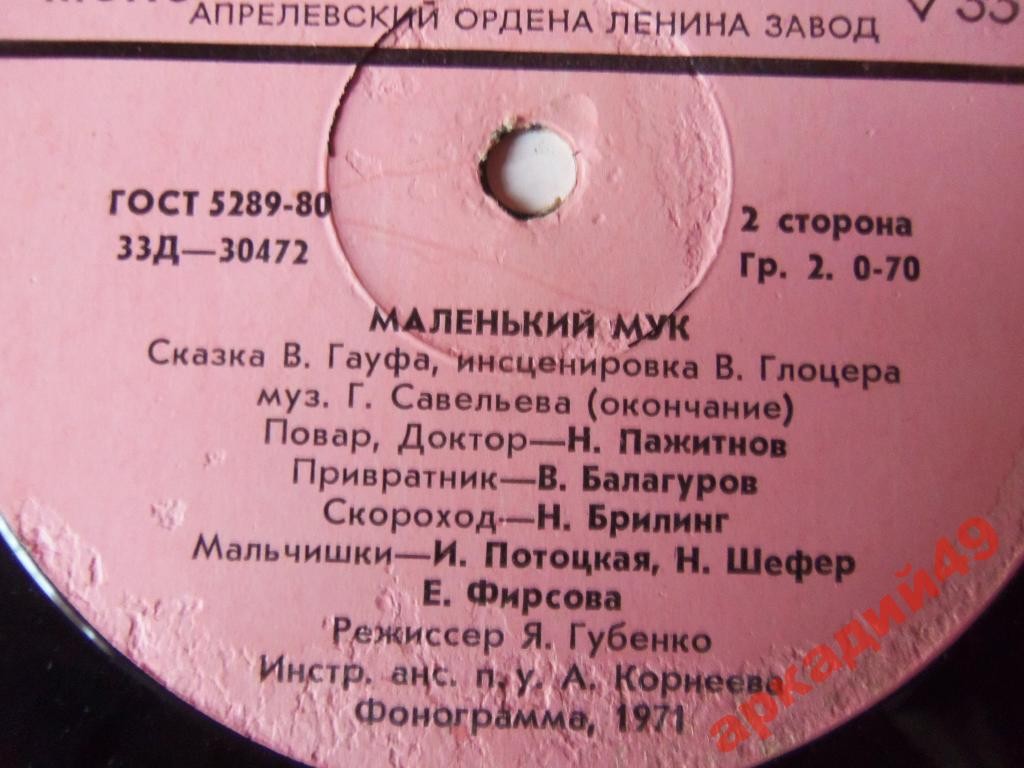 АПРЕЛЕВСКИЙ ОРДЕНА ЛЕНИНА ЗАВОД
ГОСТ 5289-80
33Д—30472
2 сторона
Гр. 2. 0-70
МАЛЕНЬКИЙ МУК
Сказка В. Гауфа, инсценировка В. Глоцера
муз. Г. Савельева (окончание)
Повар, Доктор—Н. Пажитнов
Привратник—В. Балагуров
Скороход—Н. Брилинг
Мальчишки—И. Потоцкая, Н. Шефер
Е. Фирсова
Режиссер Я. Губенко
Инстр. анс. п. у. А. Корнеева
Фонограмма, 1971
аркадий49